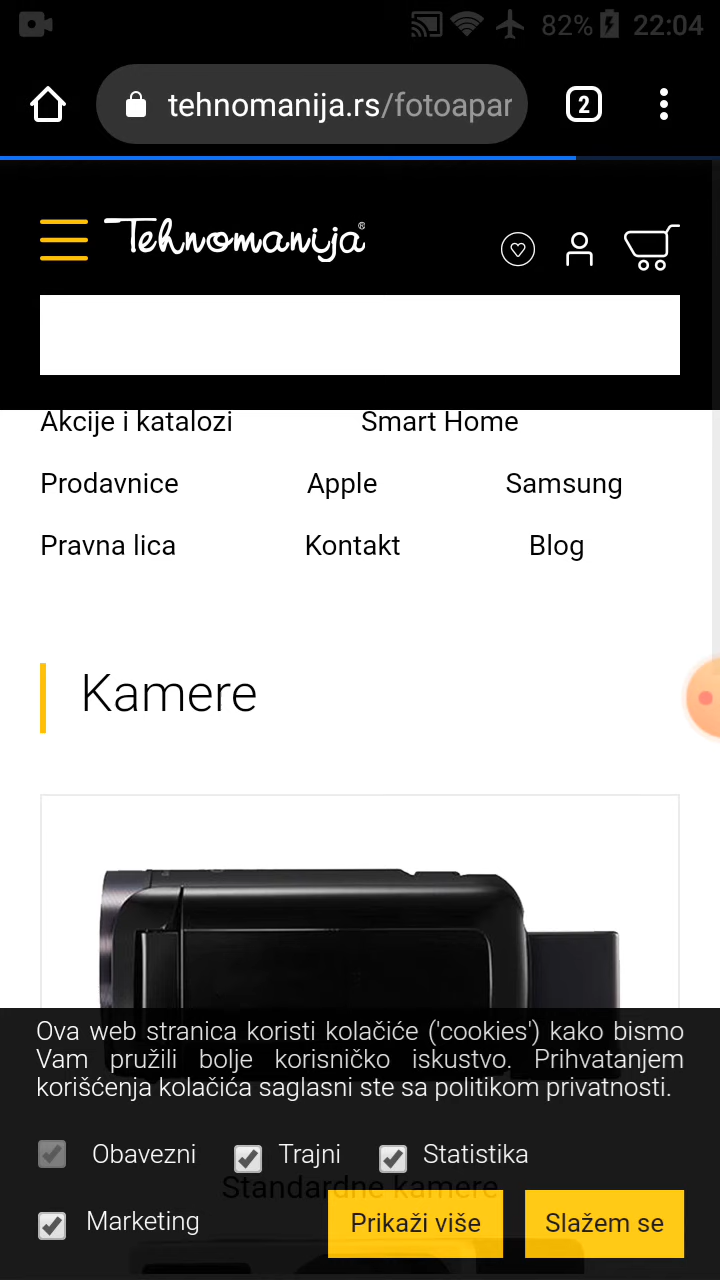 82% 22:04
tehnomanija.rs/fotoapar 2
Tehnomanija®
Akcije i katalozi Smart Home
Prodavnice Apple Samsung
Pravna lica Kontakt Blog
Kamere
Ova web stranica koristi kolačiće ('cookies') kako bismo
Vam pružili bolje korisničko iskustvo. Prihvatanjem
korišćenja kolačića saglasni ste sa politikom privatnosti.
Obavezni Trajni Statistika
Standardne kamere
Marketing Prikaži više Slažem se